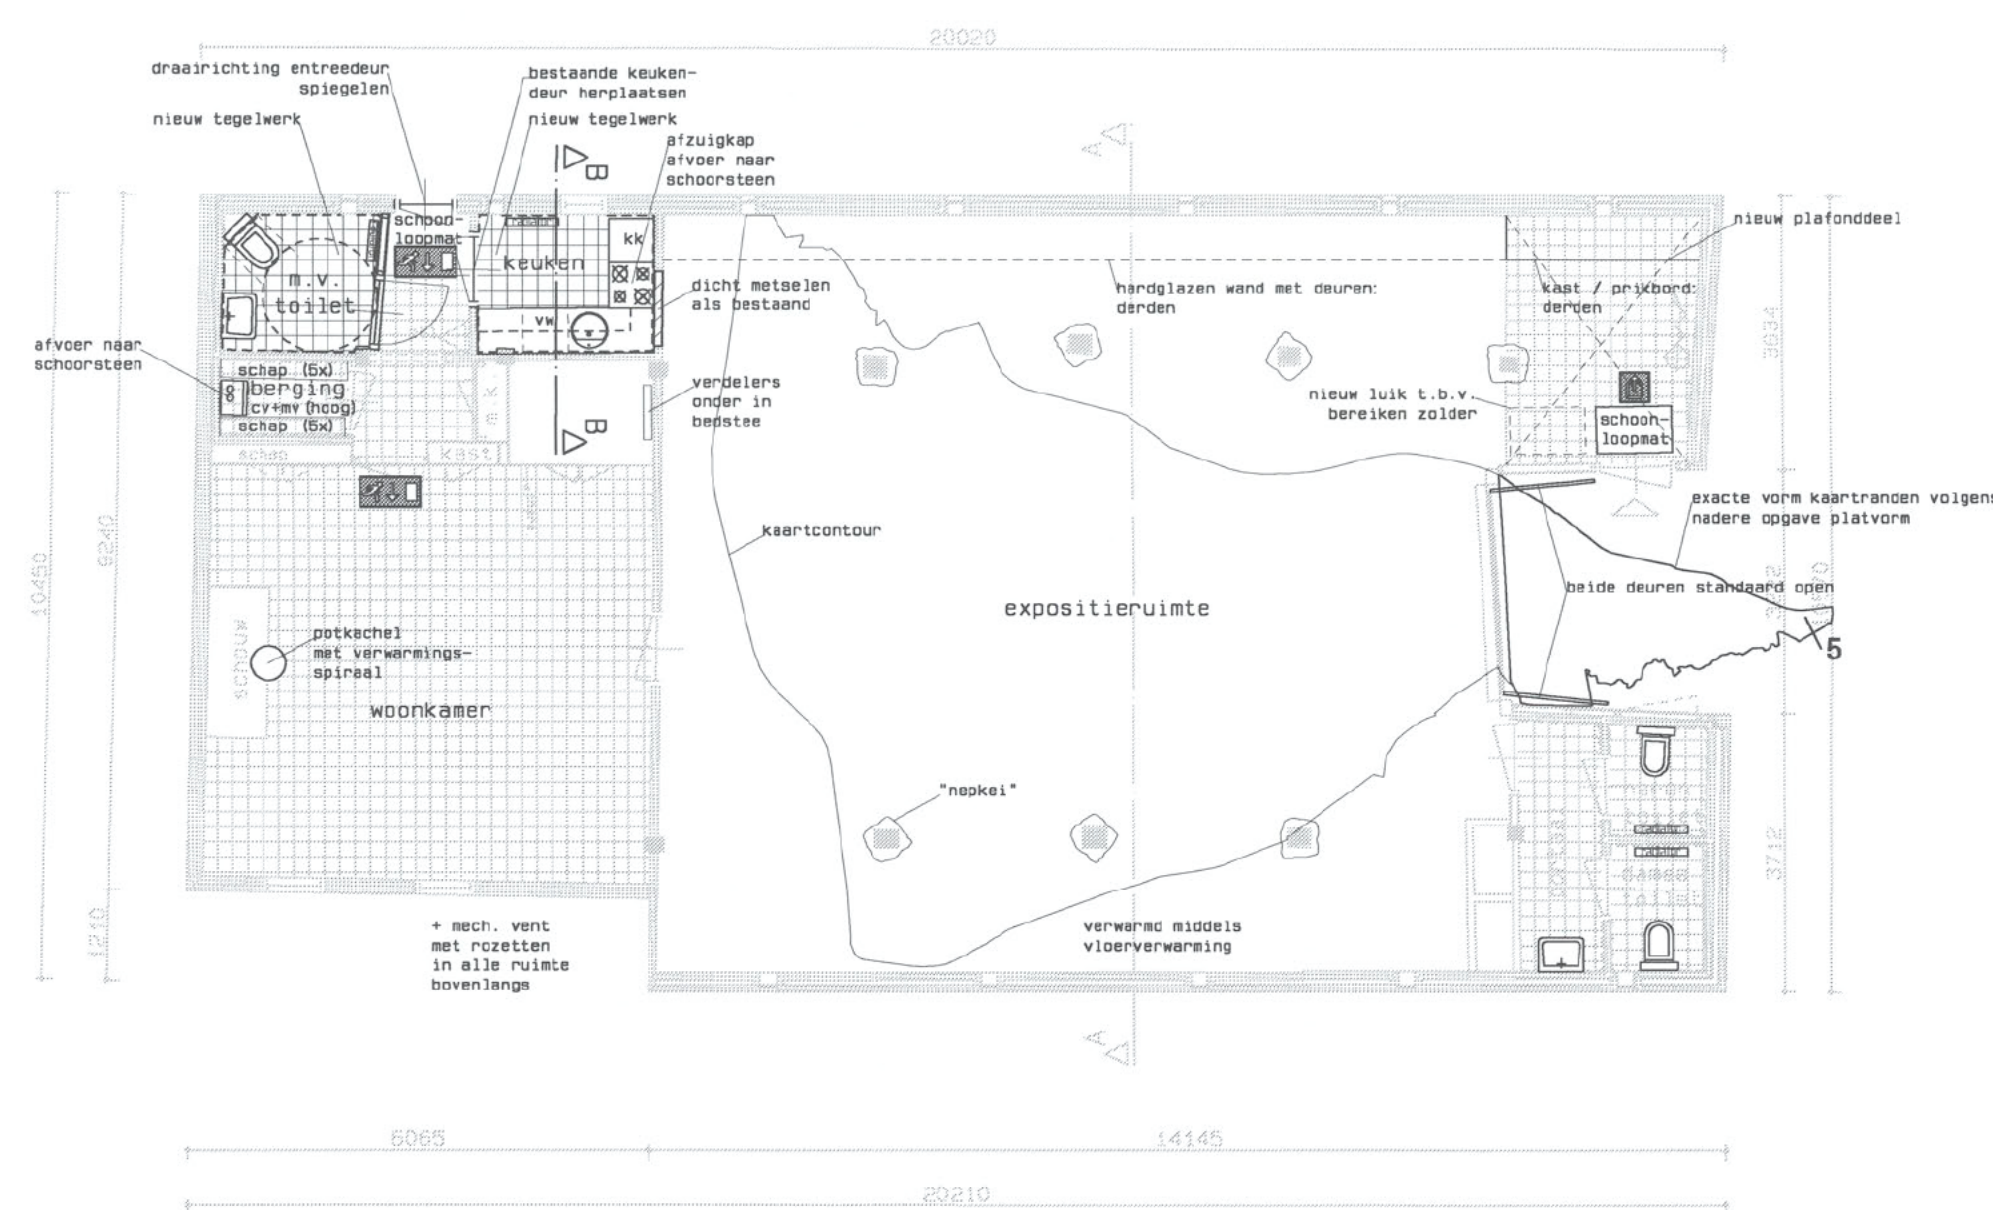 20020
draairichting entreedeur
spiegelen
nieuw tegelwerk
bestaande keuken-
deur herplaatsen
nieuw tegelwerk
afzuigkap
afvoer naar
schoorsteen
A
B
schoon-
loopmat
kk
keuken
m.v.
toilet
vw
dicht metselen
als bestaand
hardglazen wand met deuren:
derden
nieuw plafonddeel
kast / prikbord:
derden
3034
afvoer naar
schoorsteen
schap (5x)
berging
cv+mv (hoog)
schap (5x)
schap
kast
m.k.
B
verdelers
onder in
bedstee
nieuw luik t.b.v.
bereiken zolder
schoon-
loopmat
exacte vorm kaartranden volgens
nadere opgave platvorm
kaartcontour
beide deuren standaard open
10450
9240
expositieruimte
5
schouw
potkachel
met verwarmings-
spiraal
woonkamer
"nepkei"
3712
1210
+ mech. vent
met rozetten
in alle ruimte
bovenlangs
verwarmd middels
vloerverwarming
A
6065
14145
20210